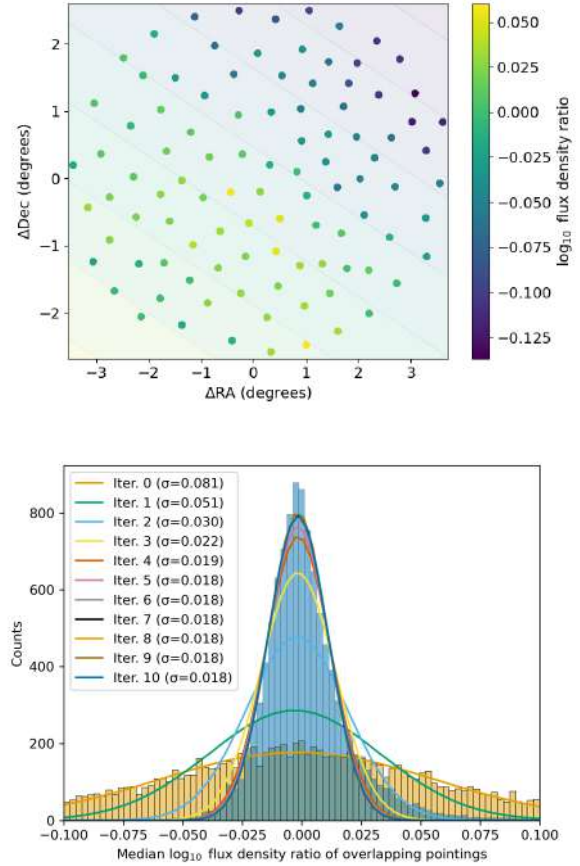 2
1
0
−1
−2
ΔDec (degrees)
−3 −2 −1 0 1 2 3
ΔRA (degrees)
0.050
0.025
0.000
−0.025
−0.050
−0.075
−0.100
−0.125
log₁₀ flux density ratio
Iter. 0 (σ=0.081)
Iter. 1 (σ=0.051)
Iter. 2 (σ=0.030)
Iter. 3 (σ=0.022)
Iter. 4 (σ=0.019)
Iter. 5 (σ=0.018)
Iter. 6 (σ=0.018)
Iter. 7 (σ=0.018)
Iter. 8 (σ=0.018)
Iter. 9 (σ=0.018)
Iter. 10 (σ=0.018)
800
600
400
200
0
Counts
−0.100 −0.075 −0.050 −0.025 0.000 0.025 0.050 0.075 0.100
Median log₁₀ flux density ratio of overlapping pointings